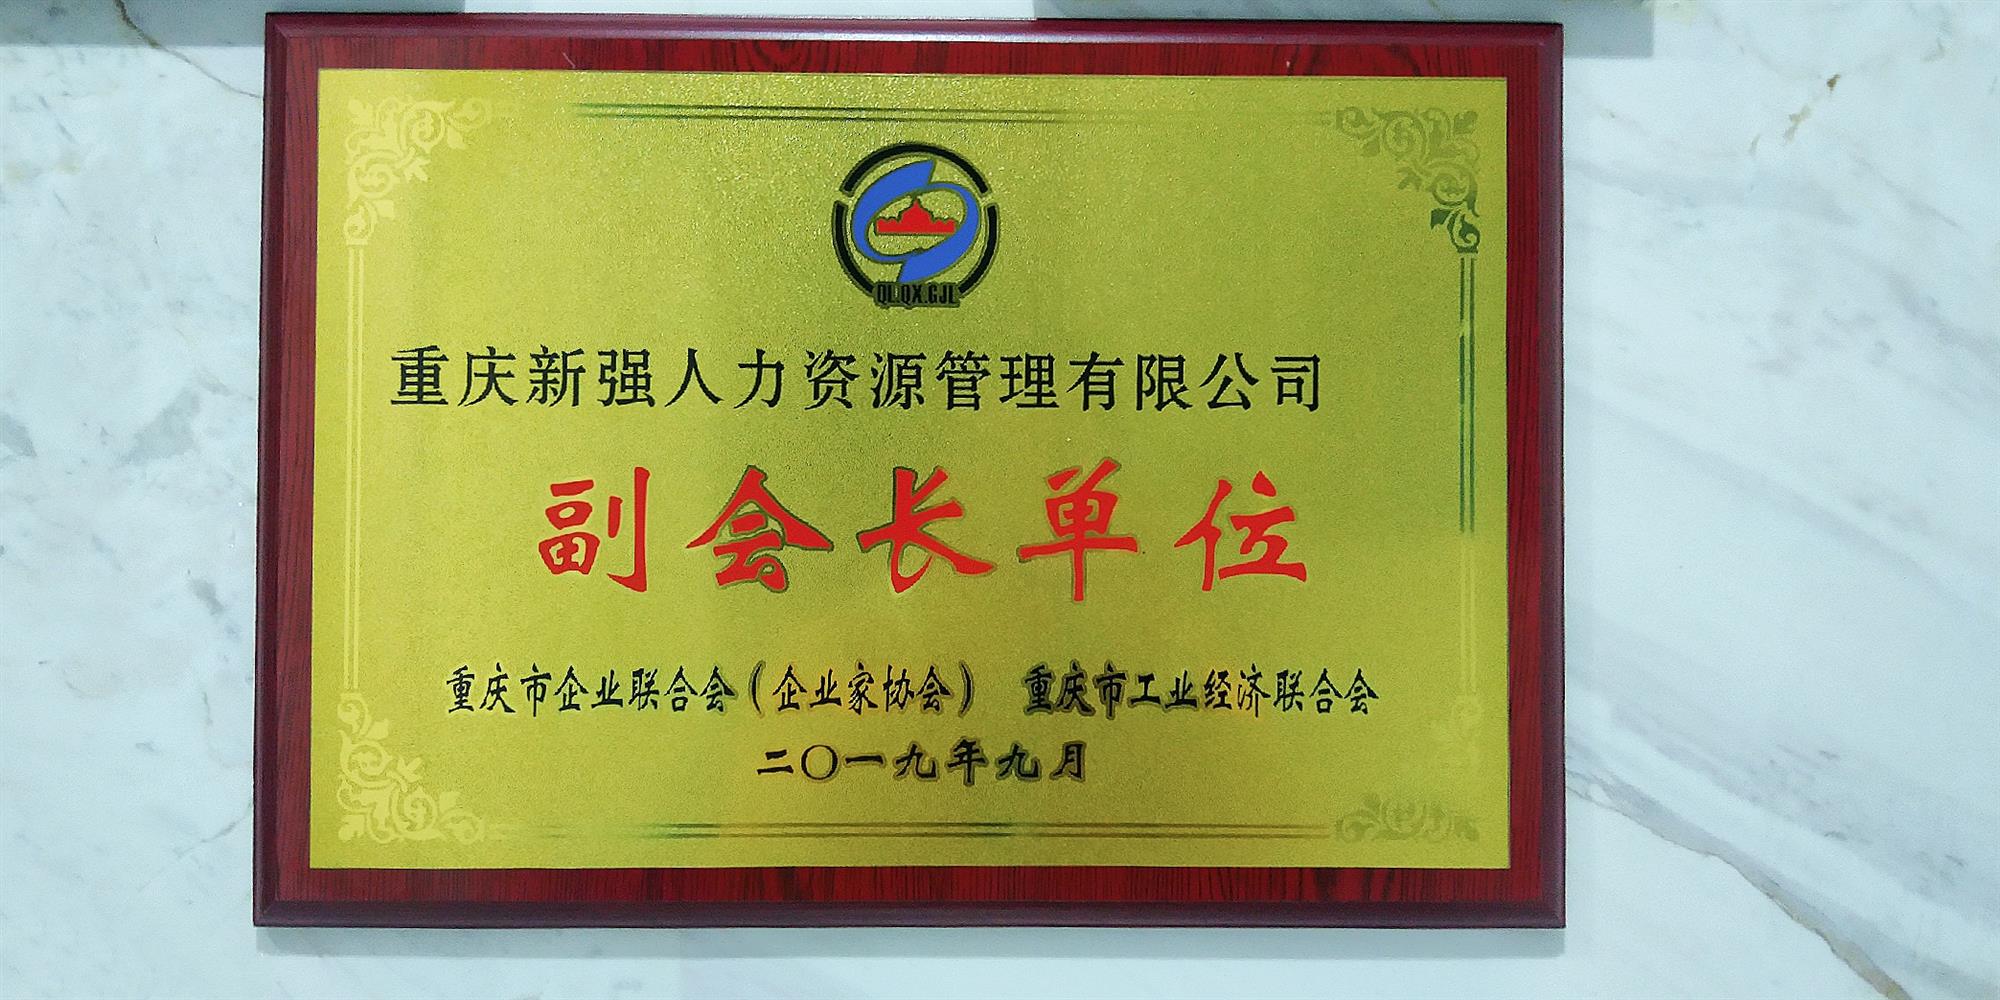 QL.QX.GJL
重庆新强人力资源管理有限公司
副会长单位
重庆市企业联合会（企业家协会） 重庆市工业经济联合会
二〇一九年九月